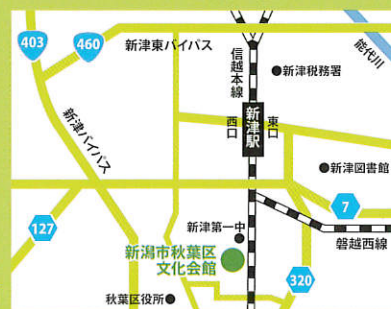 403
460
新津東バイパス
能代川
信越本線
新津税務署
西口
新津駅
東口
新津バイパス
新津図書館
7
127
新津第一中
磐越西線
新潟市秋葉区
文化会館
320
秋葉区役所